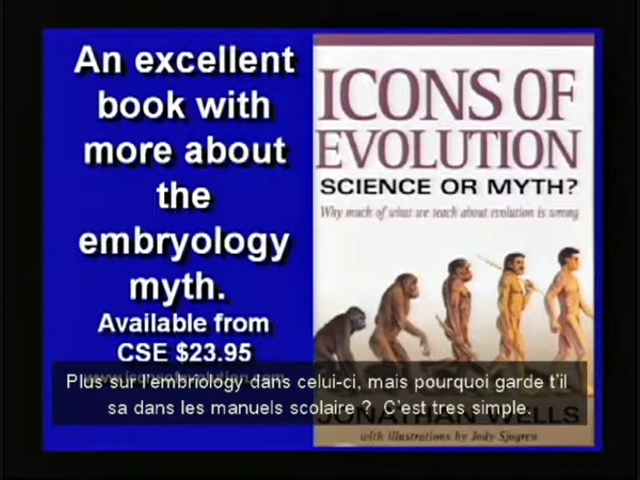 An excellent
book with
more about
the
embryology
myth.
Available from
CSE $23.95
ICONS OF
EVOLUTION
SCIENCE OR MYTH?
Why much of what we teach about evolution is wrong
Plus sur l'embriology dans celui-ci, mais pourquoi garde t'il
sa dans les manuels scolaire ? C'est tres simple.
JONATHAN WELLS
with illustrations by Jody Sjogren